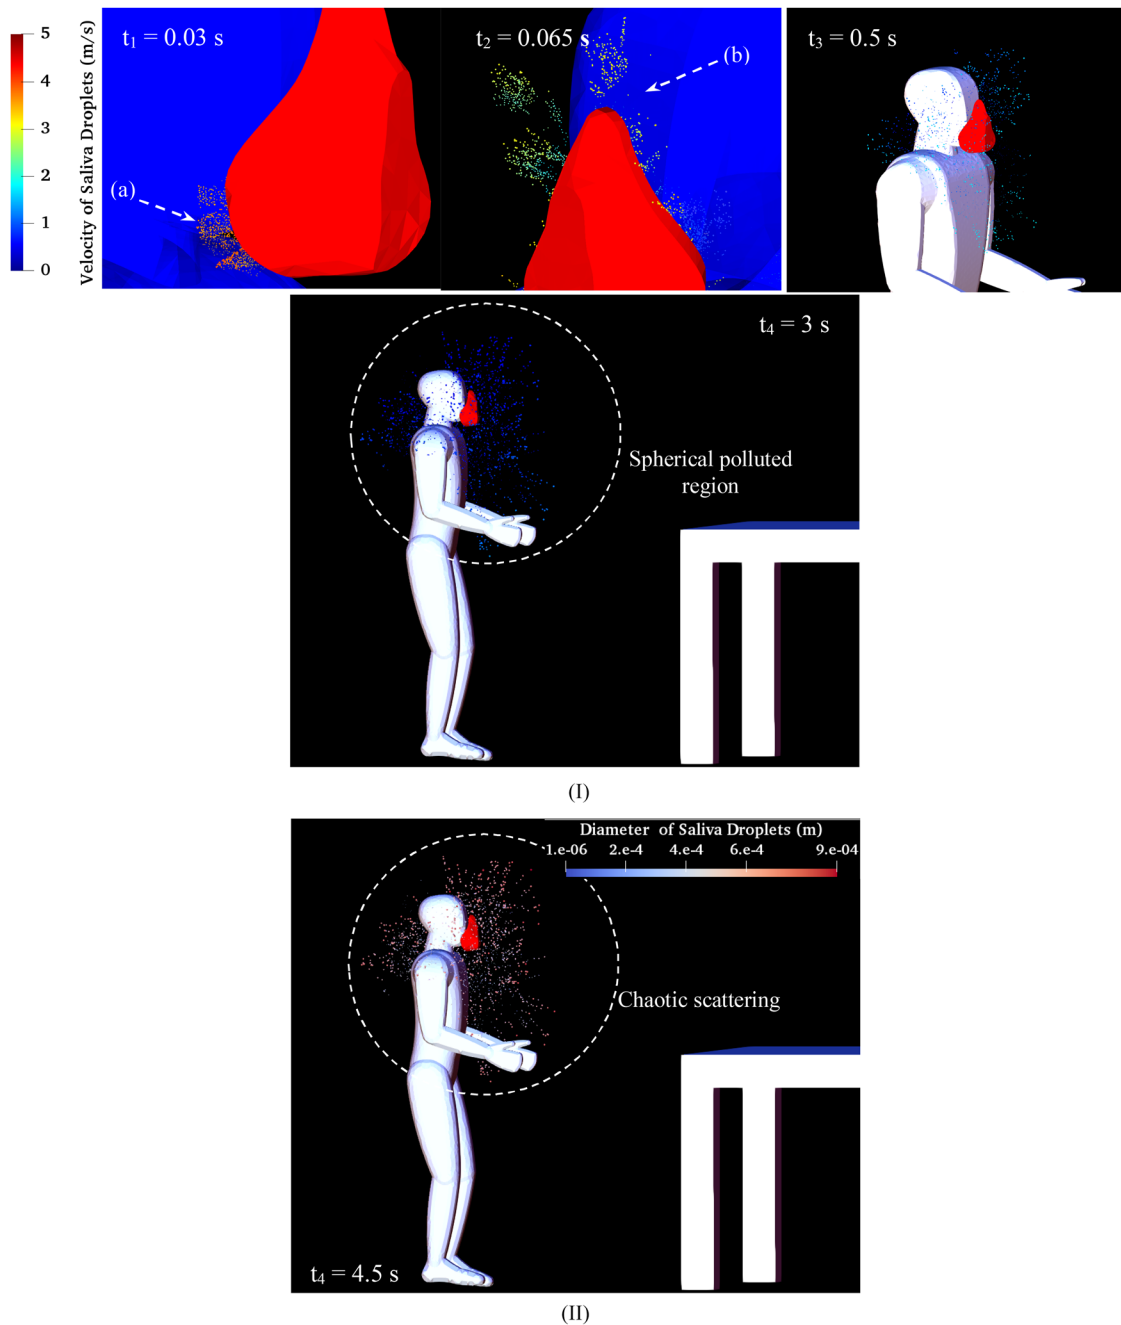 Velocity of Saliva Droplets (m/s)
5
4
3
2
1
0
t₁ = 0.03 s
(a)
t₂ = 0.065 s
(b)
t₃ = 0.5 s
t₄ = 3 s
Spherical polluted
region
(I)
Diameter of Saliva Droplets (m)
1.e-06 2.e-4 4.e-4 6.e-4 9.e-04
Chaotic scattering
t₄ = 4.5 s
(II)